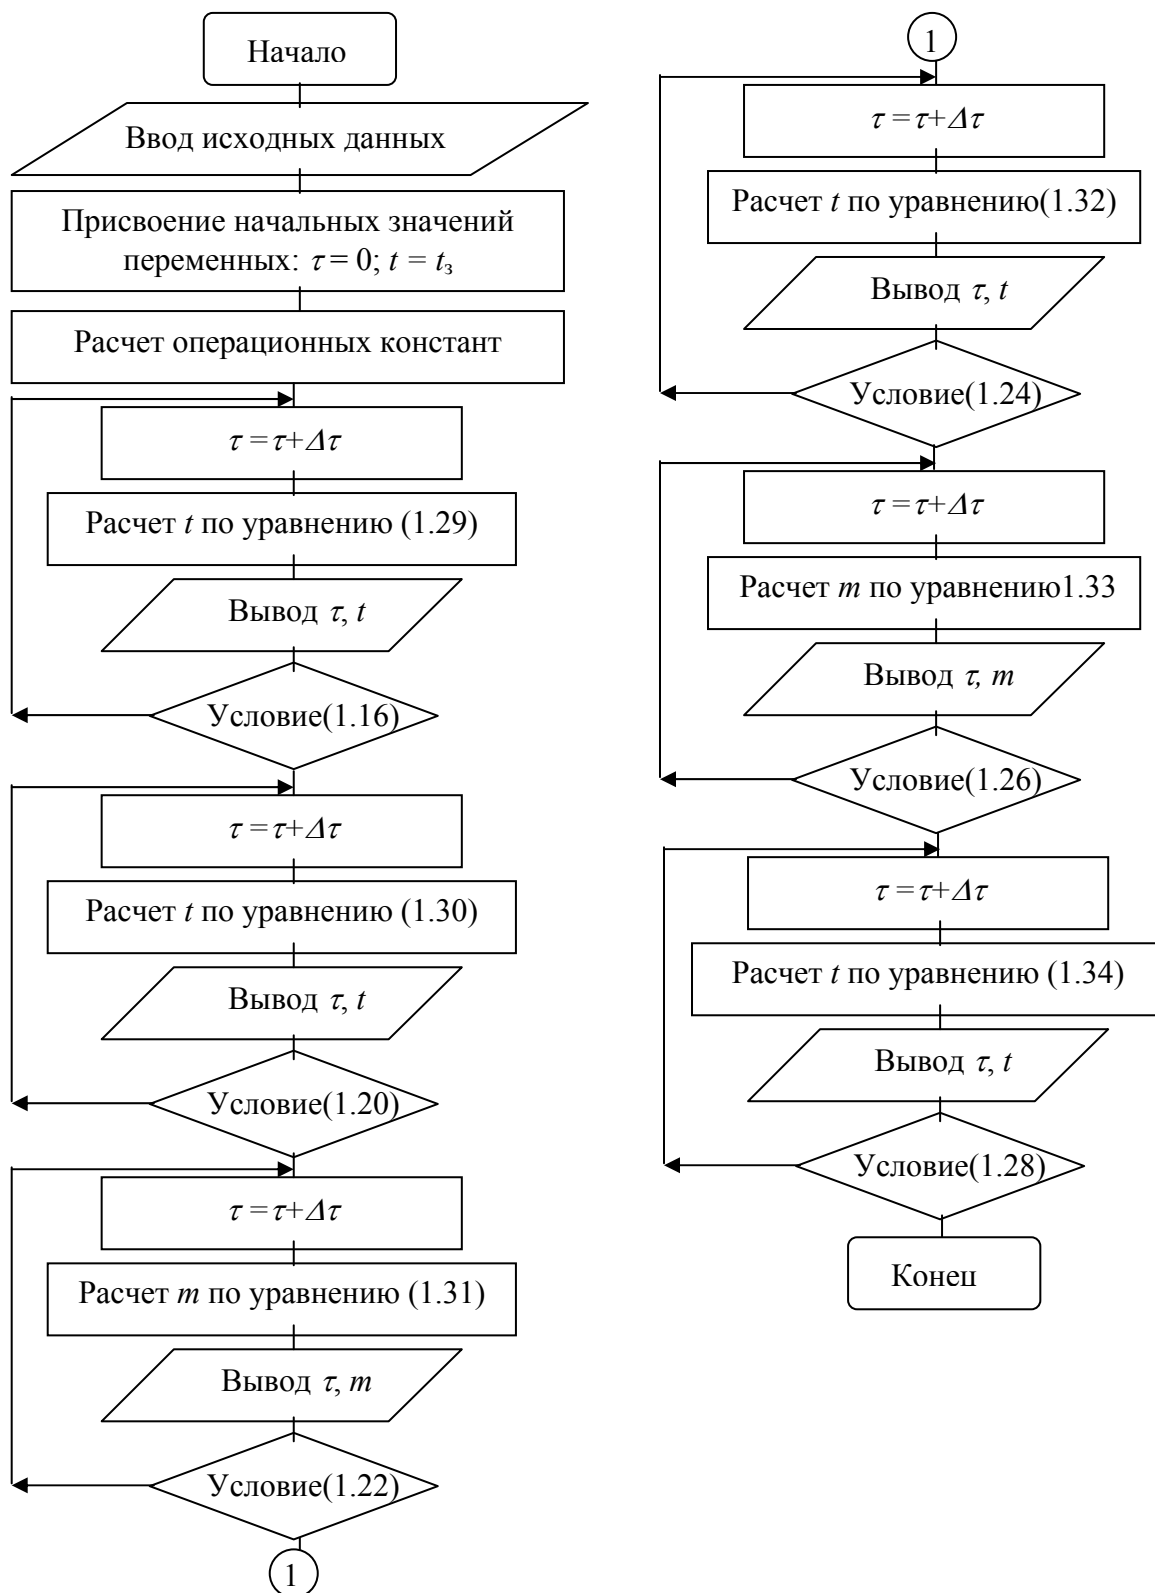 Начало
Ввод исходных данных
Присвоение начальных значений
переменных: τ = 0; t = tз
Расчет операционных констант
τ =τ+Δτ
Расчет t по уравнению (1.29)
Вывод τ, t
Условие(1.16)
τ =τ+Δτ
Расчет t по уравнению (1.30)
Вывод τ, t
Условие(1.20)
τ =τ+Δτ
Расчет m по уравнению (1.31)
Вывод τ, m
Условие(1.22)
1
1
τ =τ+Δτ
Расчет t по уравнению(1.32)
Вывод τ, t
Условие(1.24)
τ =τ+Δτ
Расчет m по уравнению1.33
Вывод τ, m
Условие(1.26)
τ =τ+Δτ
Расчет t по уравнению (1.34)
Вывод τ, t
Условие(1.28)
Конец